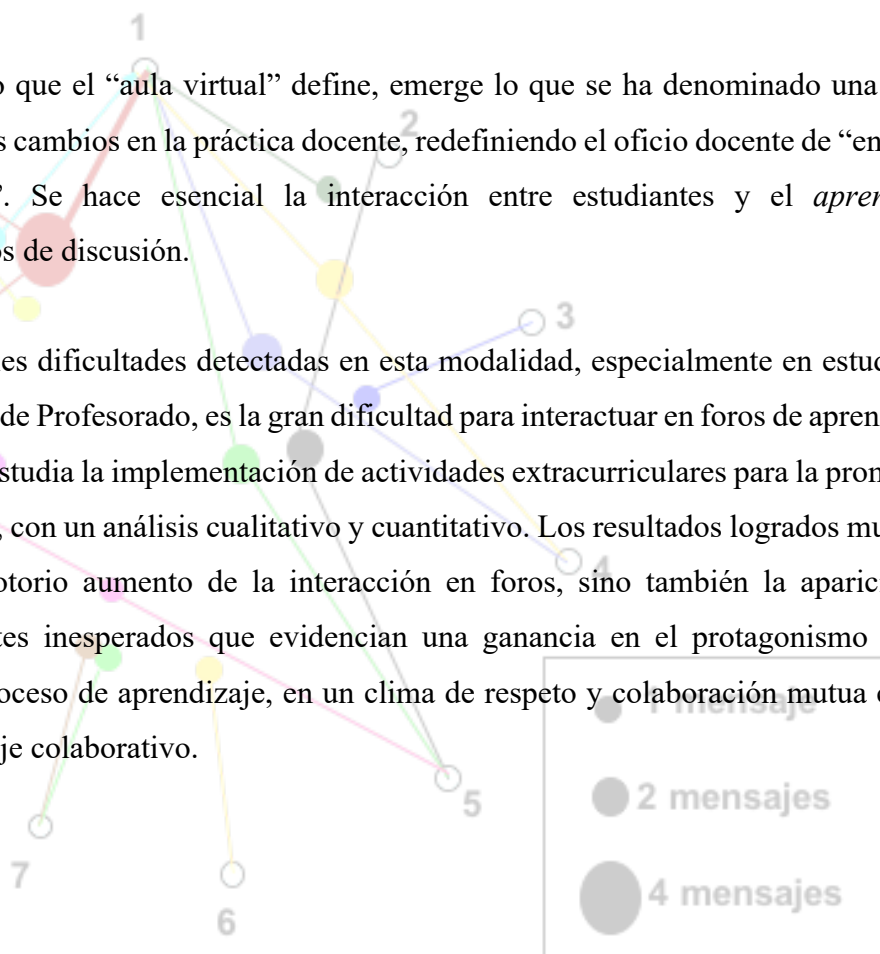 1
o que el “aula virtual” define, emerge lo que se ha denominado una
2
s cambios en la práctica docente, redefiniendo el oficio docente de “en
”. Se hace esencial la interacción entre estudiantes y el apren
os de discusión.
3
les dificultades detectadas en esta modalidad, especialmente en estud
de Profesorado, es la gran dificultad para interactuar en foros de apren
studia la implementación de actividades extracurriculares para la pron
, con un análisis cualitativo y cuantitativo. Los resultados logrados mu
4
otorio aumento de la interacción en foros, sino también la aparic
tes inesperados que evidencian una ganancia en el protagonismo
oceso de aprendizaje, en un clima de respeto y colaboración mutua
1 mensaje
je colaborativo.
5
2 mensajes
7
4 mensajes
6